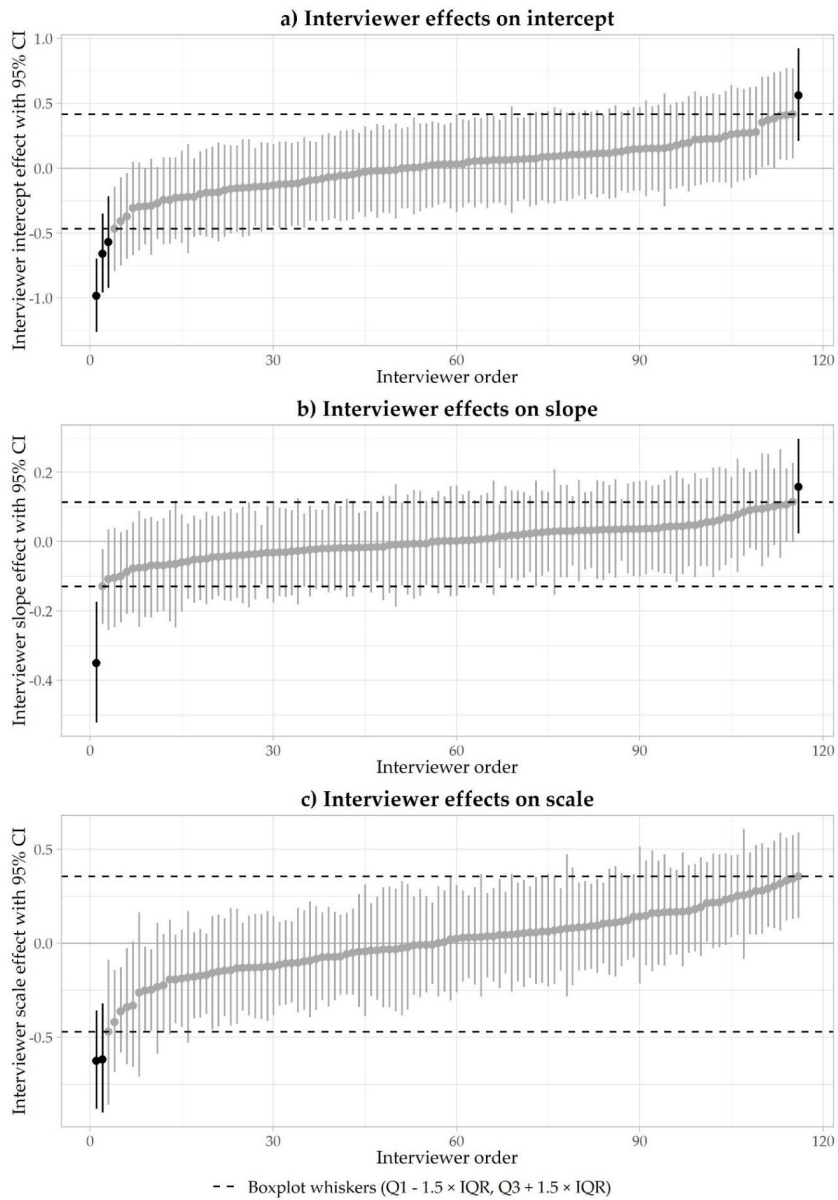 a) Interviewer effects on intercept
Interviewer intercept effect with 95% CI
1.0
0.5
0.0
-0.5
-1.0
0 30 60 90 120
Interviewer order
b) Interviewer effects on slope
Interviewer slope effect with 95% CI
0.2
0.0
-0.2
-0.4
0 30 60 90 120
Interviewer order
c) Interviewer effects on scale
Interviewer scale effect with 95% CI
0.5
0.0
-0.5
0 30 60 90 120
Interviewer order
Boxplot whiskers (Q1 - 1.5 × IQR, Q3 + 1.5 × IQR)